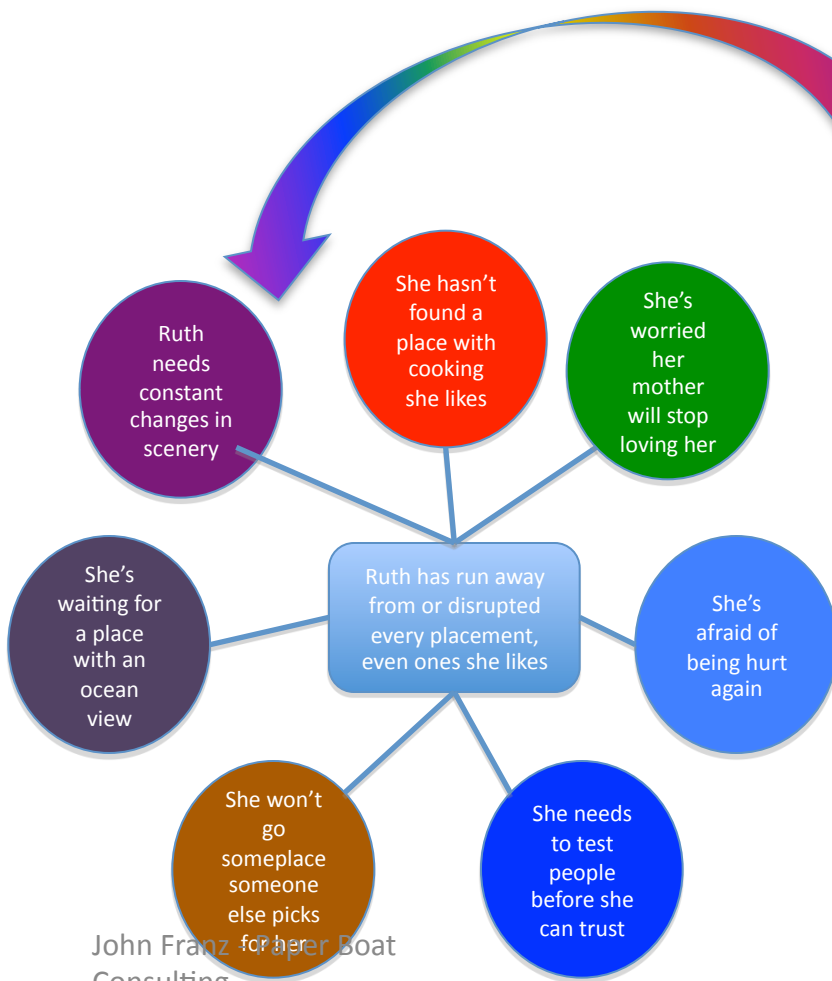 She hasn't
found a
place with
cooking
she likes
She's
worried
her
mother
will stop
loving her
Ruth
needs
constant
changes in
scenery
She's
waiting for
a place
with an
ocean
view
Ruth has run away
from or disrupted
every placement,
even ones she likes
She's
afraid of
being hurt
again
She won't
go
someplace
someone
else picks
for her
She needs
to test
people
before she
can trust
John Franz - Paper Boat
Consulting